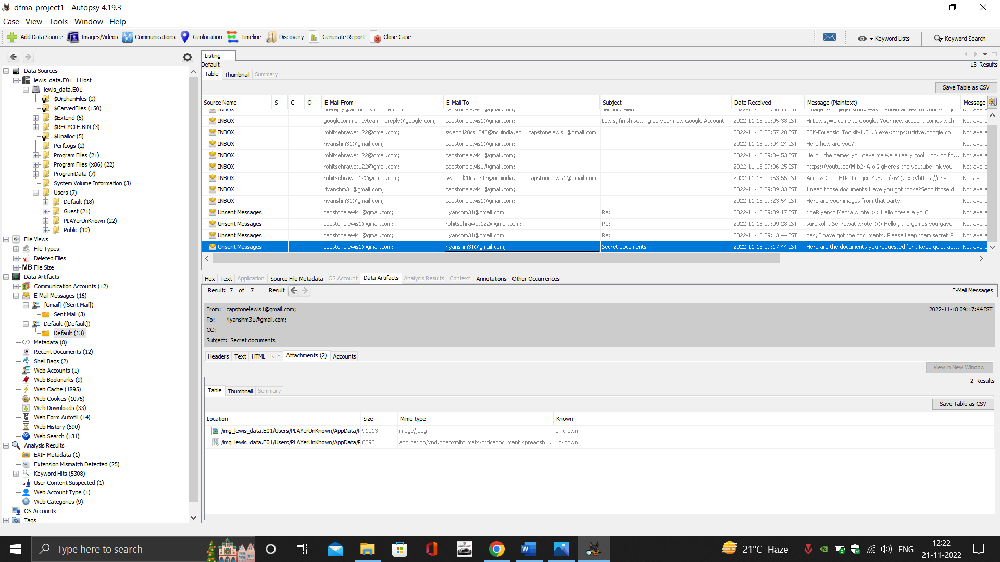 dfma_project1 - Autopsy 4.19.3
Case View Tools Window Help
Add Data Source Images/Videos Communications Geolocation Timeline Discovery Generate Report Close Case Keyword Lists Keyword Search
Data Sources
lewis_data.E01_1 Host
lewis_data.E01
$OrphanFiles (0)
$CarvedFiles (150)
$Extend (6)
$RECYCLE.BIN (3)
$Unalloc (5)
PerfLogs (2)
Program Files (21)
Program Files (x86) (22)
ProgramData (7)
System Volume Information (3)
Users (7)
Default (18)
Guest (21)
PLAYerUnKnown (22)
Public (10)
File Views
File Types
Deleted Files
MB File Size
Data Artifacts
Communication Accounts (12)
E-Mail Messages (16)
[Gmail] ([Sent Mail])
Sent Mail (3)
Default ([Default])
Default (13)
Metadata (8)
Recent Documents (12)
Shell Bags (2)
Web Accounts (1)
Web Bookmarks (9)
Web Cache (1895)
Web Cookies (1076)
Web Downloads (33)
Web Form Autofill (14)
Web History (590)
Web Search (131)
Analysis Results
EXIF Metadata (1)
Extension Mismatch Detected (25)
Keyword Hits (5308)
User Content Suspected (1)
Web Account Type (1)
Web Categories (9)
OS Accounts
Tags
Listing
Default
13 Results
Table Thumbnail Summary
Save Table as CSV
Source Name S C O E-Mail From E-Mail To Subject Date Received Message (Plaintext) Message
INBOX no-reply@accounts.google.com; capstonelewis1@gmail.com; Security alert [image: Google]Postbox was granted access to your Googl... Not availa
INBOX googlecommunityteam-noreply@google.com; capstonelewis1@gmail.com; Lewis, finish setting up your new Google Account 2022-11-18 00:05:38 IST Hi Lewis,Welcome to Google. Your new account comes with... Not availa
INBOX rohitsehrawat122@gmail.com; swapnil20csu343@ncuindia.edu; capstonelewis1@gmail.com; 2022-11-18 00:57:20 IST FTK-Forensic_Toolkit-1.81.6.exe<https://drive.google.co... Not availa
INBOX riyanshm31@gmail.com; capstonelewis1@gmail.com; 2022-11-18 09:04:24 IST Hello how are you? Not availa
INBOX rohitsehrawat122@gmail.com; capstonelewis1@gmail.com; 2022-11-18 09:04:53 IST Hello , the games you gave me were really cool , looking fo... Not availa
INBOX rohitsehrawat122@gmail.com; capstonelewis1@gmail.com; 2022-11-18 09:06:25 IST https://youtu.be/M-b2KA-oG-gHere's the youtube link you ... Not availa
INBOX rohitsehrawat122@gmail.com; swapnil20csu343@ncuindia.edu; capstonelewis1@gmail.com; 2022-11-18 00:53:55 IST AccessData_FTK_Imager_4.5.0_(x64).exe<https://drive.... Not availa
INBOX riyanshm31@gmail.com; capstonelewis1@gmail.com; 2022-11-18 09:09:33 IST I need those documents.Have you got those?Send those d... Not availa
INBOX riyanshm31@gmail.com; capstonelewis1@gmail.com; 2022-11-18 09:23:54 IST Here are your images from that party Not availa
Unsent Messages capstonelewis1@gmail.com; riyanshm31@gmail.com; Re: 2022-11-18 09:09:17 IST fineRiyansh Mehta wrote:>> Hello how are you? Not availa
Unsent Messages capstonelewis1@gmail.com; rohitsehrawat122@gmail.com; Re: 2022-11-18 09:09:28 IST sureRohit Sehrawat wrote:>> Hello , the games you gave ... Not availa
Unsent Messages capstonelewis1@gmail.com; riyanshm31@gmail.com; Re: 2022-11-18 09:13:44 IST Yes, I have got the documents. Please keep them secret.R... Not availa
Unsent Messages capstonelewis1@gmail.com; riyanshm31@gmail.com; Secret documents 2022-11-18 09:17:44 IST Here are the documents you requested for . Keep quiet ab... Not availa
Hex Text Application Source File Metadata OS Account Data Artifacts Analysis Results Context Annotations Other Occurrences
Result: 7 of 7 Result E-Mail Messages
From: capstonelewis1@gmail.com; 2022-11-18 09:17:44 IST
To: riyanshm31@gmail.com;
CC:
Subject: Secret documents
Headers Text HTML RTF Attachments (2) Accounts
View in New Window
2 Results
Table Thumbnail Summary
Save Table as CSV
Location Size Mime type Known
/img_lewis_data.E01/Users/PLAYerUnKnown/AppData/R 91013 image/jpeg unknown
/img_lewis_data.E01/Users/PLAYerUnKnown/AppData/R 8398 application/vnd.openxmlformats-officedocument.spreadsh... unknown
Type here to search
21°C Haze
ENG
12:22
21-11-2022